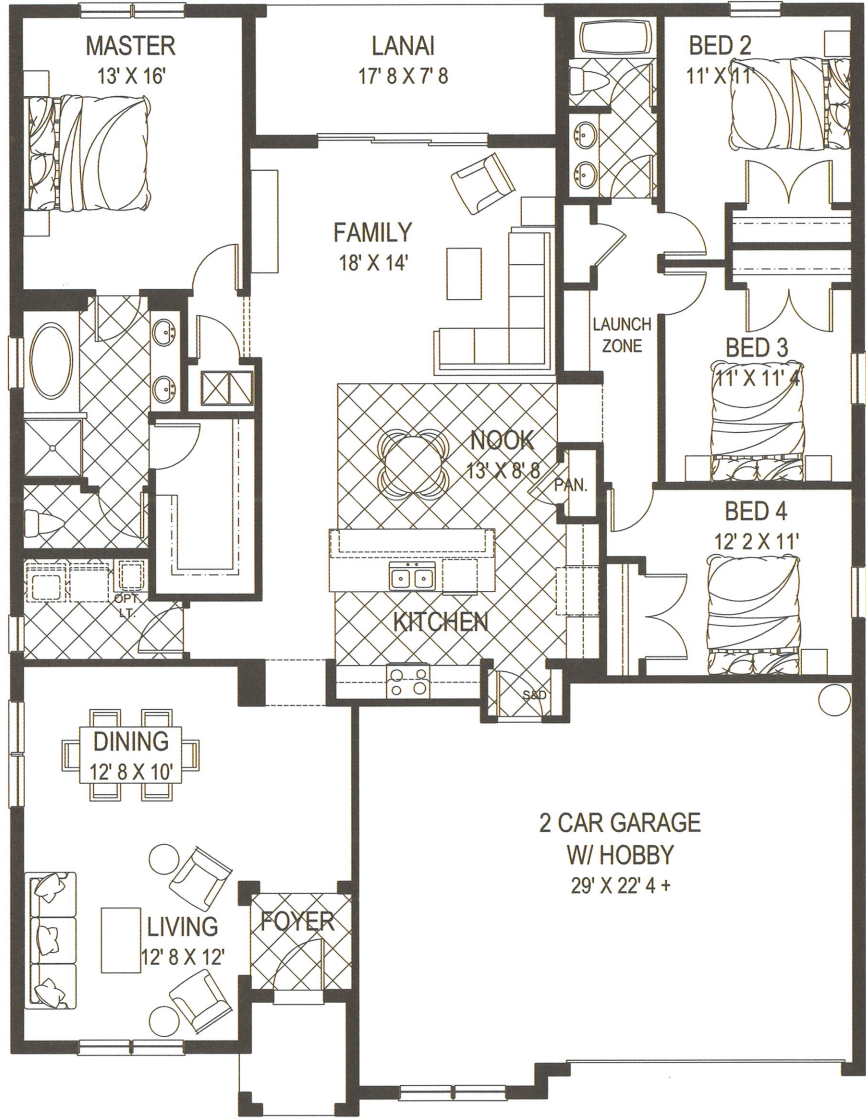 MASTER
13' X 16'
LANAI
17' 8 X 7' 8
BED 2
11' X 11'
FAMILY
18' X 14'
LAUNCH
ZONE
BED 3
11' X 11' 4
NOOK
13' X 8' 8
PAN.
BED 4
12' 2 X 11'
OPT.
LT.
KITCHEN
S&D
DINING
12' 8 X 10'
2 CAR GARAGE
W/ HOBBY
29' X 22' 4 +
LIVING
12' 8 X 12'
FOYER